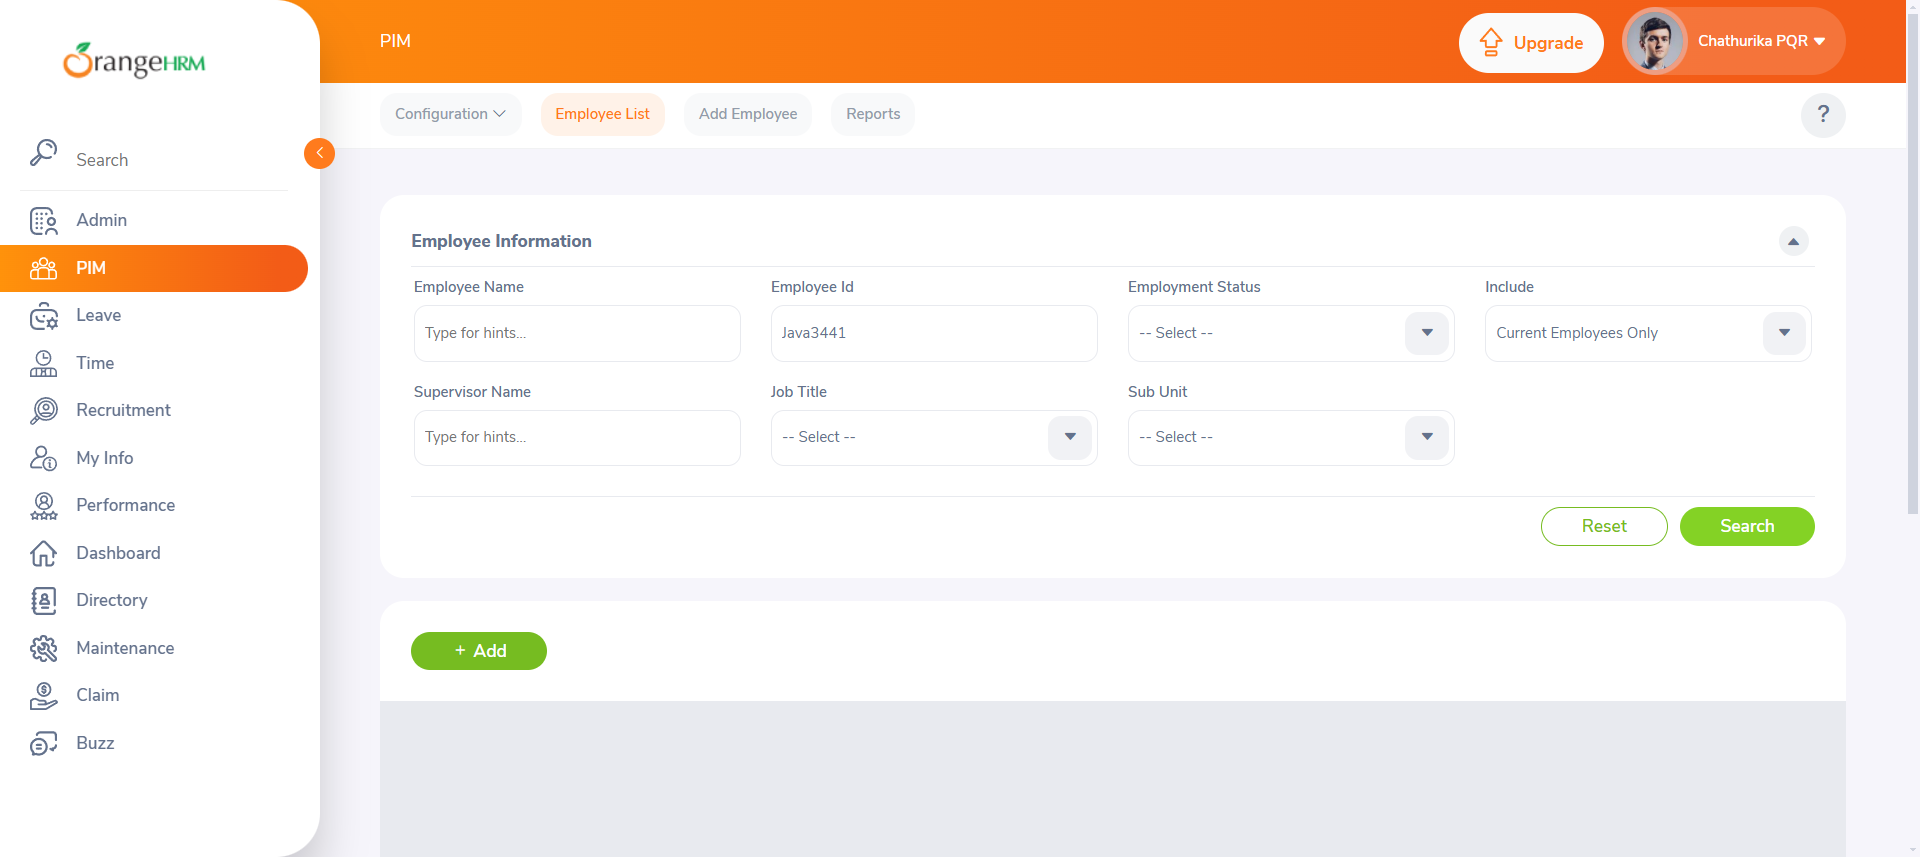 OrangeHRM
Search
Admin
PIM
Leave
Time
Recruitment
My Info
Performance
Dashboard
Directory
Maintenance
Claim
Buzz
PIM
Upgrade
Chathurika PQR
Configuration
Employee List
Add Employee
Reports
?
Employee Information
Employee Name
Employee Id
Employment Status
Include
Type for hints...
Java3441
-- Select --
Current Employees Only
Supervisor Name
Job Title
Sub Unit
Type for hints...
-- Select --
-- Select --
Reset
Search
+ Add